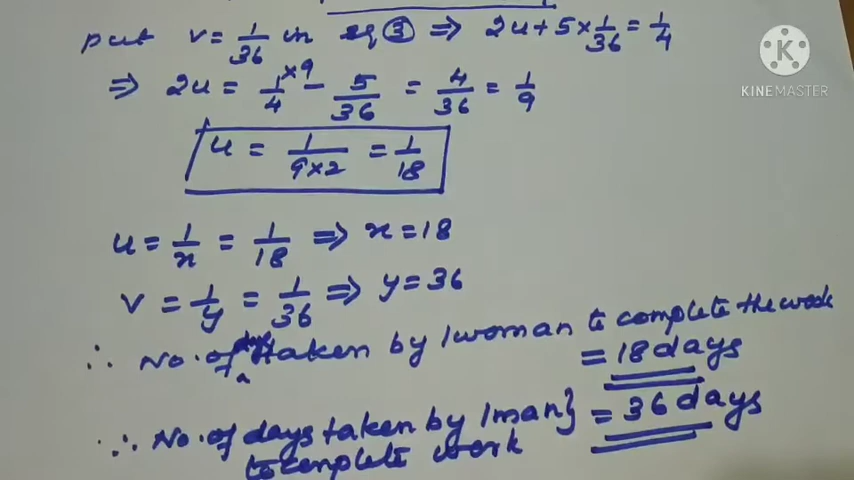 put v = 1/36 in eq ③ ⇒ 2u + 5 × 1/36 = 1/4
⇒ 2u = 1/4 ×9 − 5/36 = 4/36 = 1/9
u = 1/(9×2) = 1/18
u = 1/x = 1/18 ⇒ x = 18
v = 1/y = 1/36 ⇒ y = 36
∴ No. of days taken by 1 woman to complete the work
= 18 days
∴ No. of days taken by 1 man } = 36 days
to complete work
K
KINEMASTER